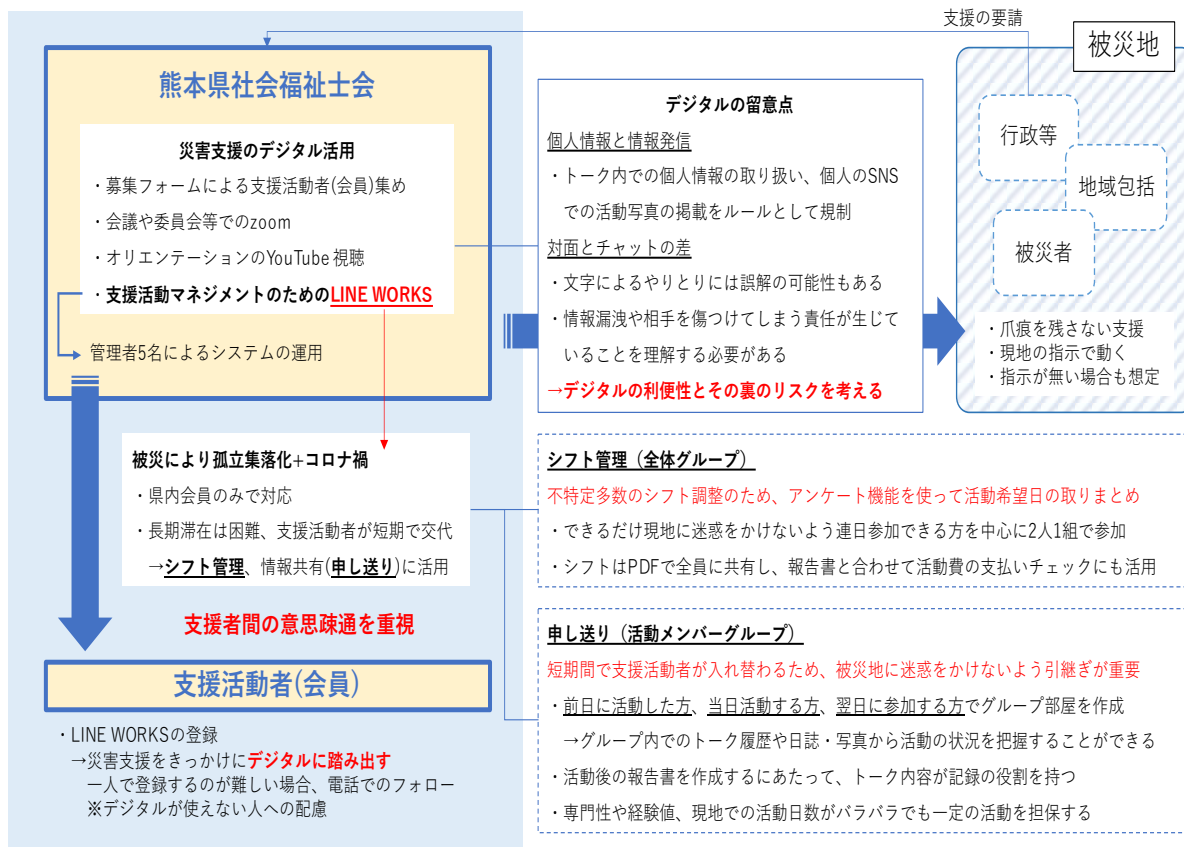 支援の要請
被災地
熊本県社会福祉士会
災害支援のデジタル活用
・募集フォームによる支援活動者(会員)集め
・会議や委員会等でのzoom
・オリエンテーションのYouTube 視聴
・支援活動マネジメントのためのLINE WORKS
管理者5名によるシステムの運用
デジタルの留意点
個人情報と情報発信
・トーク内での個人情報の取り扱い、個人のSNS
での活動写真の掲載をルールとして規制
対面とチャットの差
・文字によるやりとりには誤解の可能性もある
・情報漏洩や相手を傷つけてしまう責任が生じて
いることを理解する必要がある
→デジタルの利便性とその裏のリスクを考える
行政等
地域包括
被災者
・爪痕を残さない支援
・現地の指示で動く
・指示が無い場合も想定
被災により孤立集落化+コロナ禍
・県内会員のみで対応
・長期滞在は困難、支援活動者が短期で交代
→シフト管理、情報共有(申し送り)に活用
支援者間の意思疎通を重視
支援活動者(会員)
・LINE WORKSの登録
→災害支援をきっかけにデジタルに踏み出す
一人で登録するのが難しい場合、電話でのフォロー
※デジタルが使えない人への配慮
シフト管理（全体グループ）
不特定多数のシフト調整のため、アンケート機能を使って活動希望日の取りまとめ
・できるだけ現地に迷惑をかけないよう連日参加できる方を中心に2人1組で参加
・シフトはPDFで全員に共有し、報告書と合わせて活動費の支払いチェックにも活用
申し送り（活動メンバーグループ）
短期間で支援活動者が入れ替わるため、被災地に迷惑をかけないよう引継ぎが重要
・前日に活動した方、当日活動する方、翌日に参加する方でグループ部屋を作成
→グループ内でのトーク履歴や日誌・写真から活動の状況を把握することができる
・活動後の報告書を作成するにあたって、トーク内容が記録の役割を持つ
・専門性や経験値、現地での活動日数がバラバラでも一定の活動を担保する